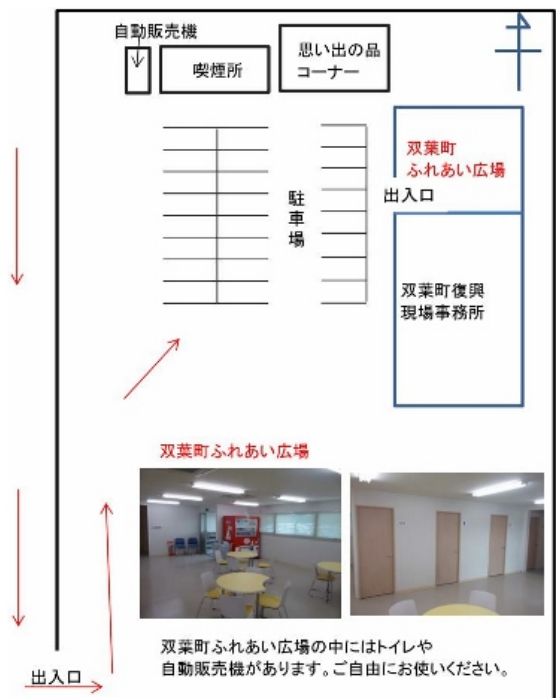 自動販売機
喫煙所
思い出の品
コーナー
双葉町
ふれあい広場
出入口
駐車場
双葉町復興
現場事務所
双葉町ふれあい広場
双葉町ふれあい広場の中にはトイレや
自動販売機があります。ご自由にお使いください。
出入口